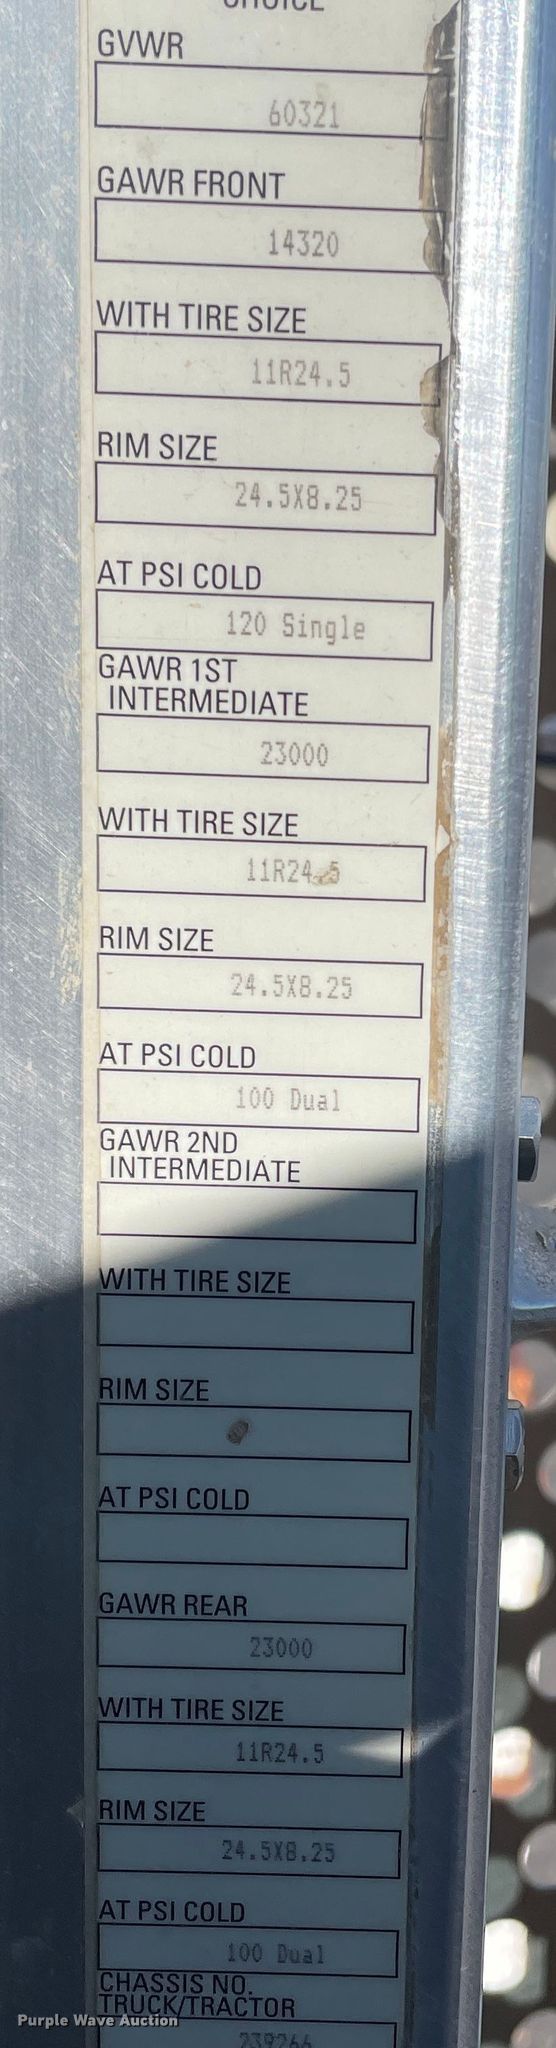 CHOICE
GVWR
60321
GAWR FRONT
14320
WITH TIRE SIZE
11R24.5
RIM SIZE
24.5X8.25
AT PSI COLD
120 Single
GAWR 1ST
INTERMEDIATE
23000
WITH TIRE SIZE
11R24.5
RIM SIZE
24.5X8.25
AT PSI COLD
100 Dual
GAWR 2ND
INTERMEDIATE
WITH TIRE SIZE
RIM SIZE
AT PSI COLD
GAWR REAR
23000
WITH TIRE SIZE
11R24.5
RIM SIZE
24.5X8.25
AT PSI COLD
100 Dual
CHASSIS NO.
TRUCK/TRACTOR
239266
Purple Wave Auction